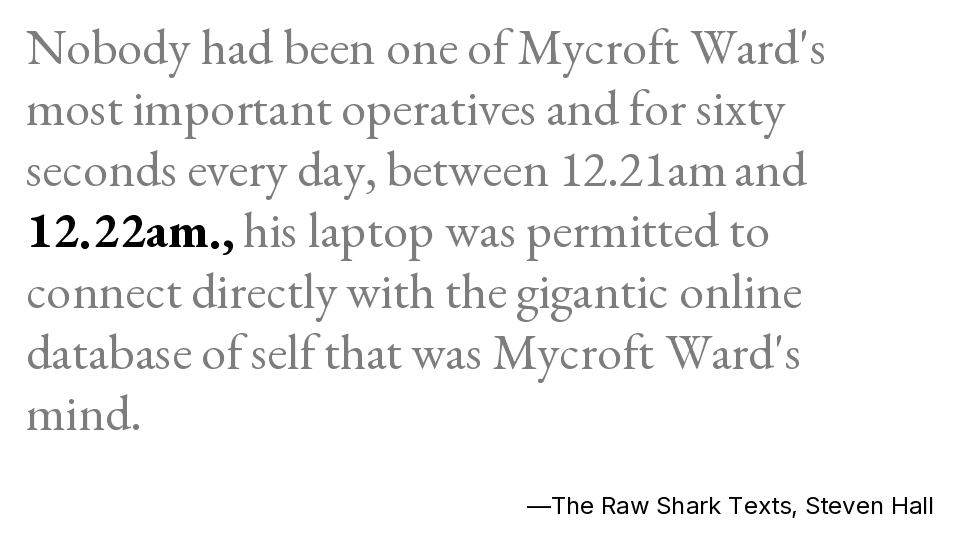 Nobody had been one of Mycroft Ward's
most important operatives and for sixty
seconds every day, between 12.21am and
12.22am., his laptop was permitted to
connect directly with the gigantic online
database of self that was Mycroft Ward's
mind.
—The Raw Shark Texts, Steven Hall